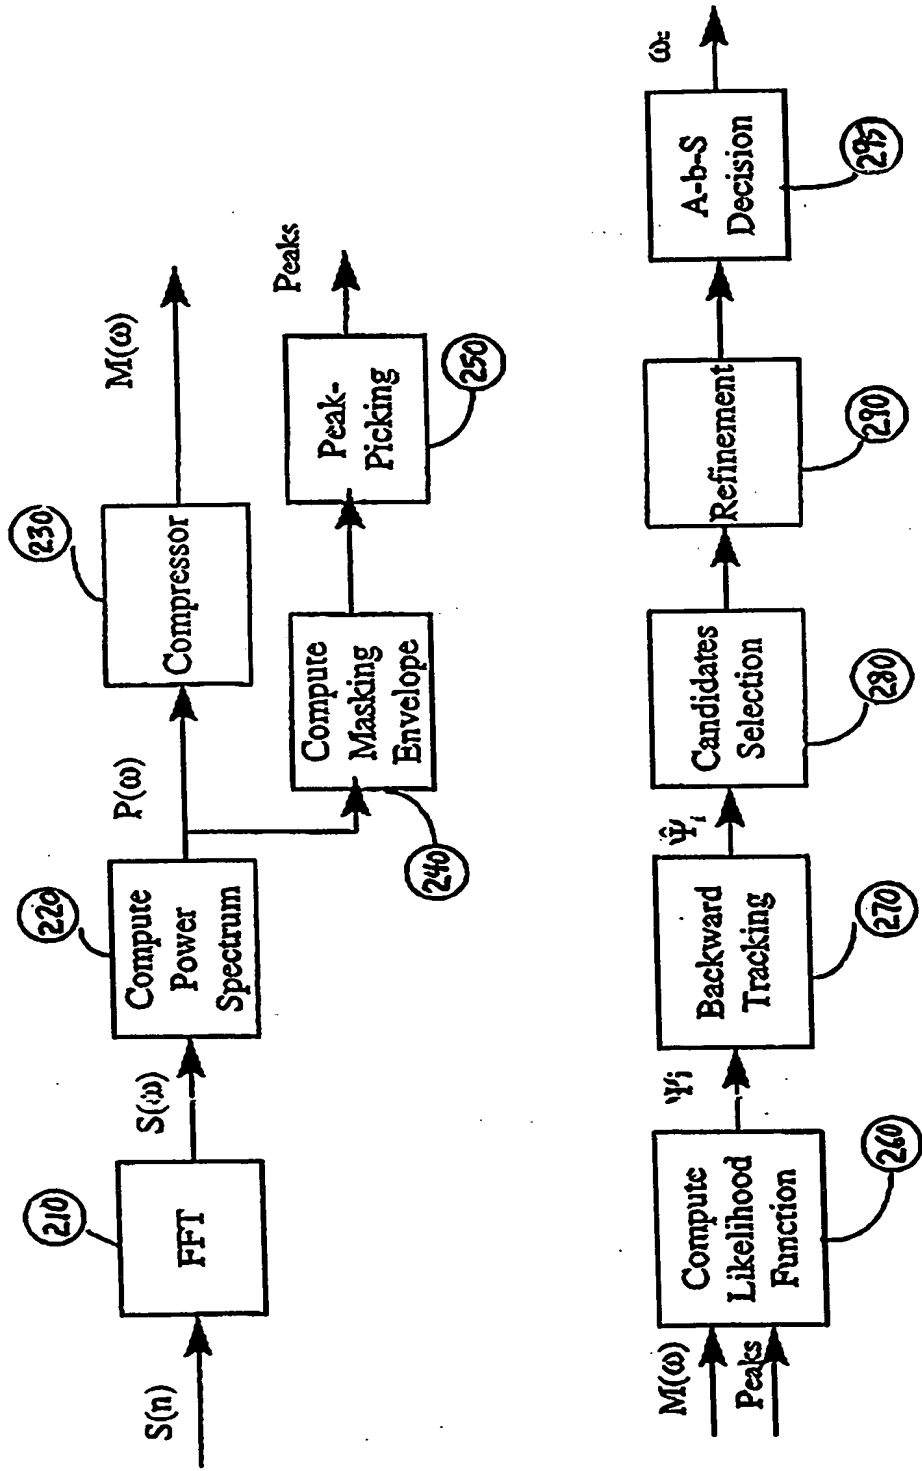 S(n)
210
FFT
S(ω)
220
Compute
Power
Spectrum
P(ω)
230
Compressor
M(ω)
240
Compute
Masking
Envelope
250
Peak-
Picking
Peaks
M(ω)
Peaks
260
Compute
Likelihood
Function
Ψi
270
Backward
Tracking
Ψ̂i
280
Candidates
Selection
290
Refinement
295
A-b-S
Decision